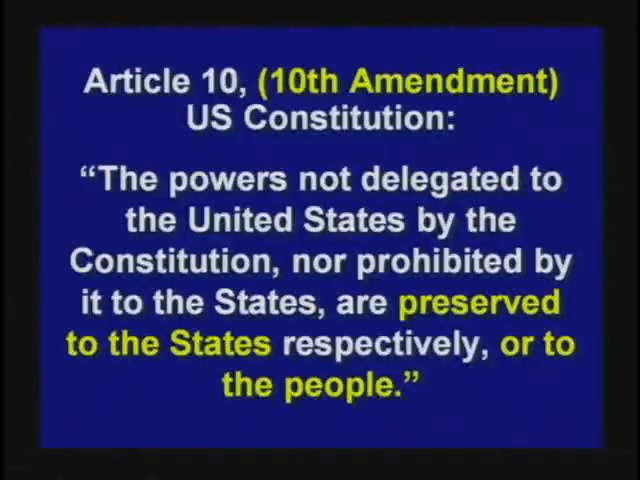 Article 10, (10th Amendment)
US Constitution:
“The powers not delegated to
the United States by the
Constitution, nor prohibited by
it to the States, are preserved
to the States respectively, or to
the people.”